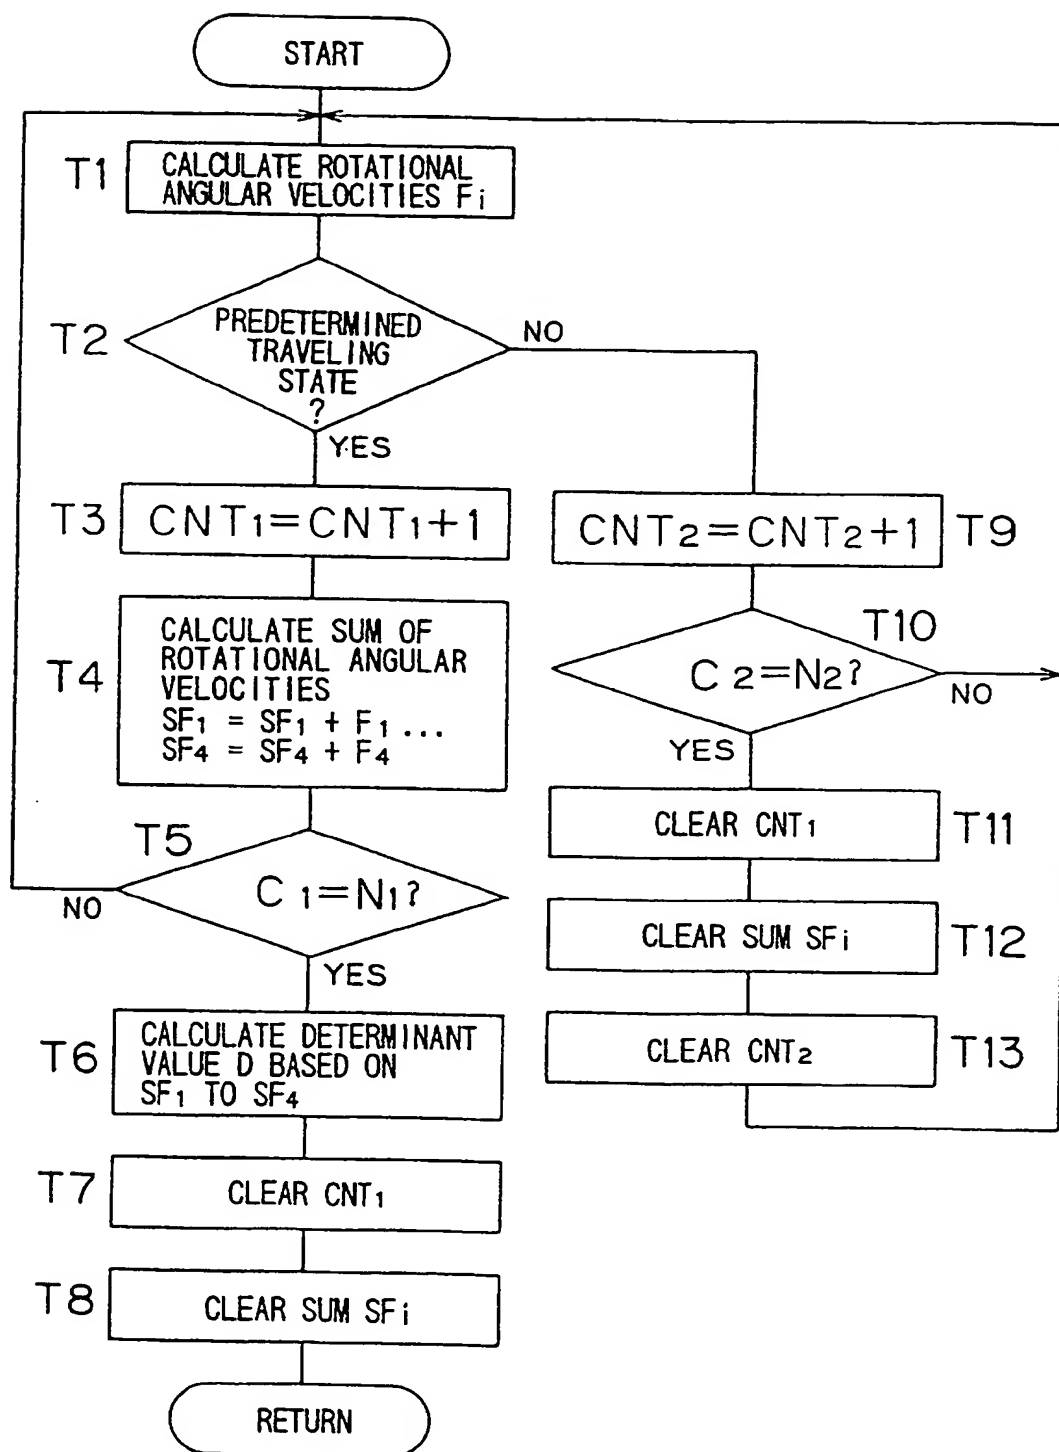 START
T1
CALCULATE ROTATIONAL
ANGULAR VELOCITIES Fi
T2
PREDETERMINED
TRAVELING
STATE
?
NO
YES
T3
CNT1=CNT1+1
T4
CALCULATE SUM OF
ROTATIONAL ANGULAR
VELOCITIES
SF1 = SF1 + F1 ...
SF4 = SF4 + F4
T5
C1=N1?
NO
YES
T6
CALCULATE DETERMINANT
VALUE D BASED ON
SF1 TO SF4
T7
CLEAR CNT1
T8
CLEAR SUM SFi
RETURN
CNT2=CNT2+1
T9
T10
C2=N2?
NO
YES
CLEAR CNT1
T11
CLEAR SUM SFi
T12
CLEAR CNT2
T13